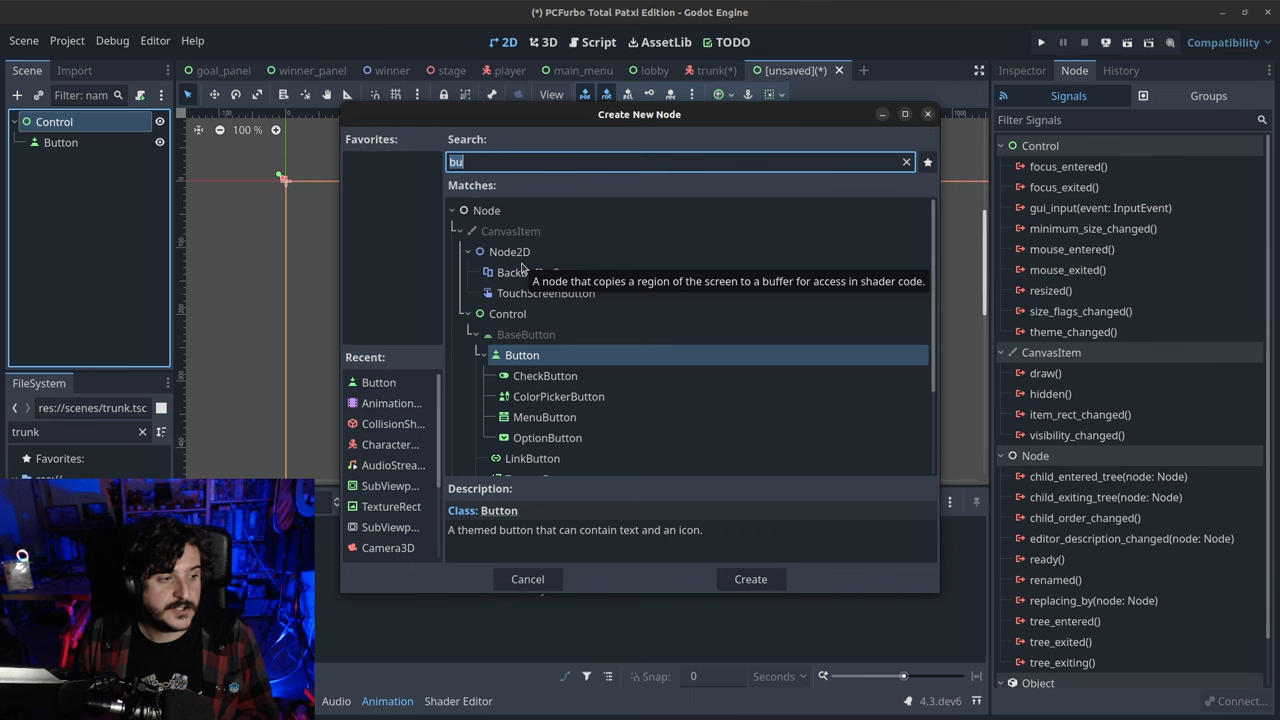 (*) PCFurbo Total Patxi Edition - Godot Engine
Scene Project Debug Editor Help
2D 3D Script AssetLib TODO
Compatibility
Scene Import
goal_panel winner_panel winner stage player main_menu lobby trunk(*) [unsaved](*)
Inspector Node History
Filter: nam
View
Signals Groups
Filter Signals
Control
Button
100 %
100 0
1000
Create New Node
Favorites:
Search:
bu
Matches:
Node
CanvasItem
Node2D
A node that copies a region of the screen to a buffer for access in shader code.
TouchScreenButton
Control
BaseButton
Button
CheckButton
ColorPickerButton
MenuButton
OptionButton
LinkButton
Recent:
Button
Animation...
CollisionSh...
Character...
AudioStrea...
SubViewp...
TextureRect
SubViewp...
Camera3D
Description:
Class: Button
A themed button that can contain text and an icon.
Cancel Create
FileSystem
res://scenes/trunk.tsc
trunk
Favorites:
Control
focus_entered()
focus_exited()
gui_input(event: InputEvent)
minimum_size_changed()
mouse_entered()
mouse_exited()
resized()
size_flags_changed()
theme_changed()
CanvasItem
draw()
hidden()
item_rect_changed()
visibility_changed()
Node
child_entered_tree(node: Node)
child_exiting_tree(node: Node)
child_order_changed()
editor_description_changed(node: Node)
ready()
renamed()
replacing_by(node: Node)
tree_entered()
tree_exited()
tree_exiting()
Object
Connect...
Snap: 0 Seconds
Audio Animation Shader Editor
4.3.dev6